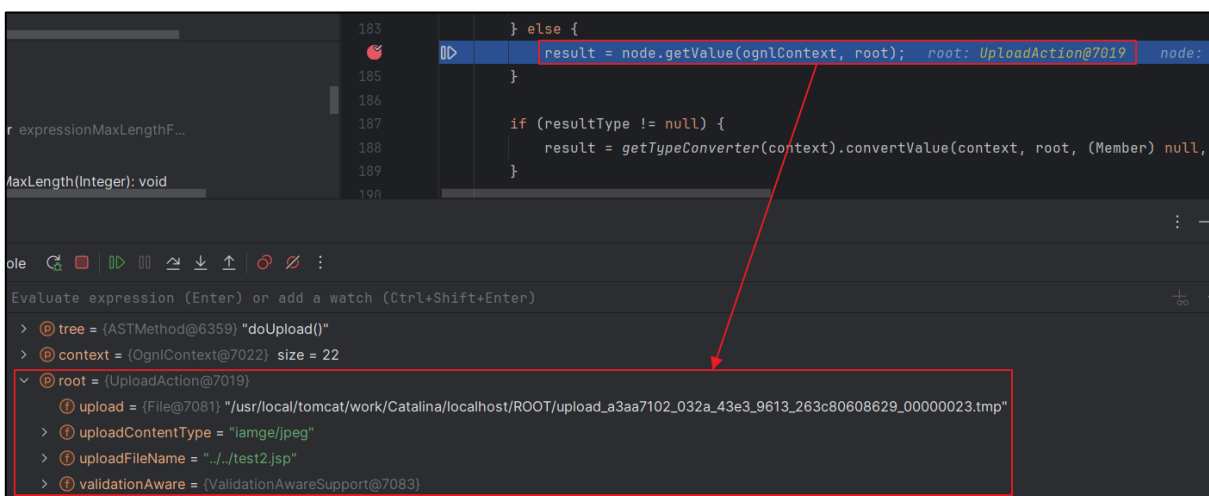 183 } else {
result = node.getValue(ognlContext, root); root: UploadAction@7019 node:
185 }
186
r expressionMaxLengthF...
187 if (resultType != null) {
188 result = getTypeConverter(context).convertValue(context, root, (Member) null,
MaxLength(Integer): void
189 }
190
ole
Evaluate expression (Enter) or add a watch (Ctrl+Shift+Enter)
tree = {ASTMethod@6359} "doUpload()"
context = {OgnlContext@7022} size = 22
root = {UploadAction@7019}
upload = {File@7081} "/usr/local/tomcat/work/Catalina/localhost/ROOT/upload_a3aa7102_032a_43e3_9613_263c80608629_00000023.tmp"
uploadContentType = "iamge/jpeg"
uploadFileName = "../../test2.jsp"
validationAware = {ValidationAwareSupport@7083}